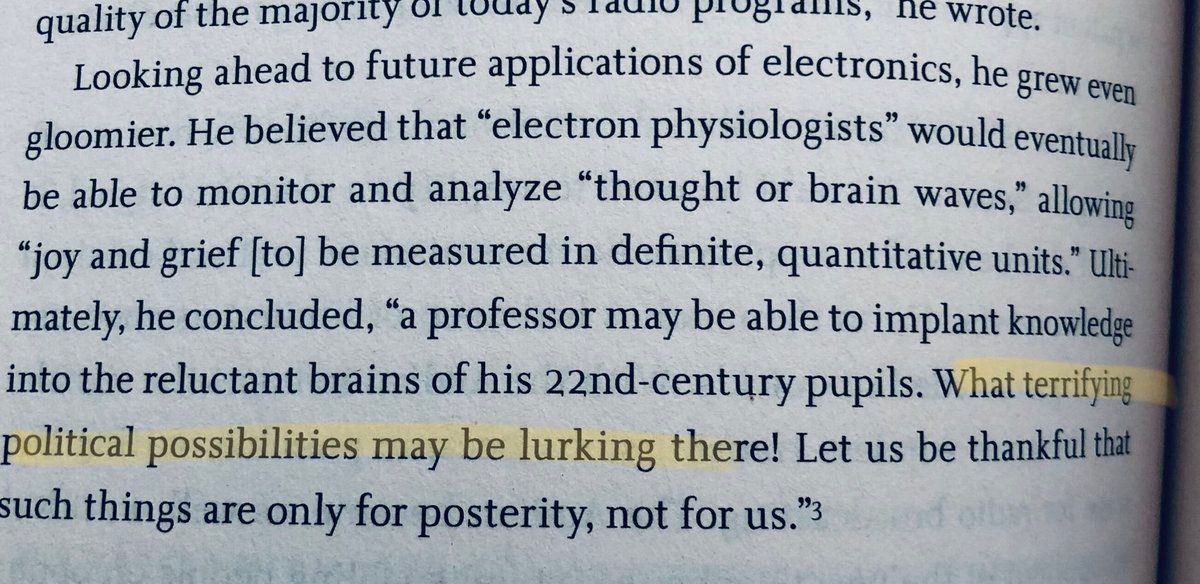 quality of the majority of today's radio programs," he wrote.
Looking ahead to future applications of electronics, he grew even
gloomier. He believed that “electron physiologists” would eventually
be able to monitor and analyze “thought or brain waves,” allowing
“joy and grief [to] be measured in definite, quantitative units.” Ulti-
mately, he concluded, “a professor may be able to implant knowledge
into the reluctant brains of his 22nd-century pupils. What terrifying
political possibilities may be lurking there! Let us be thankful that
such things are only for posterity, not for us.”3